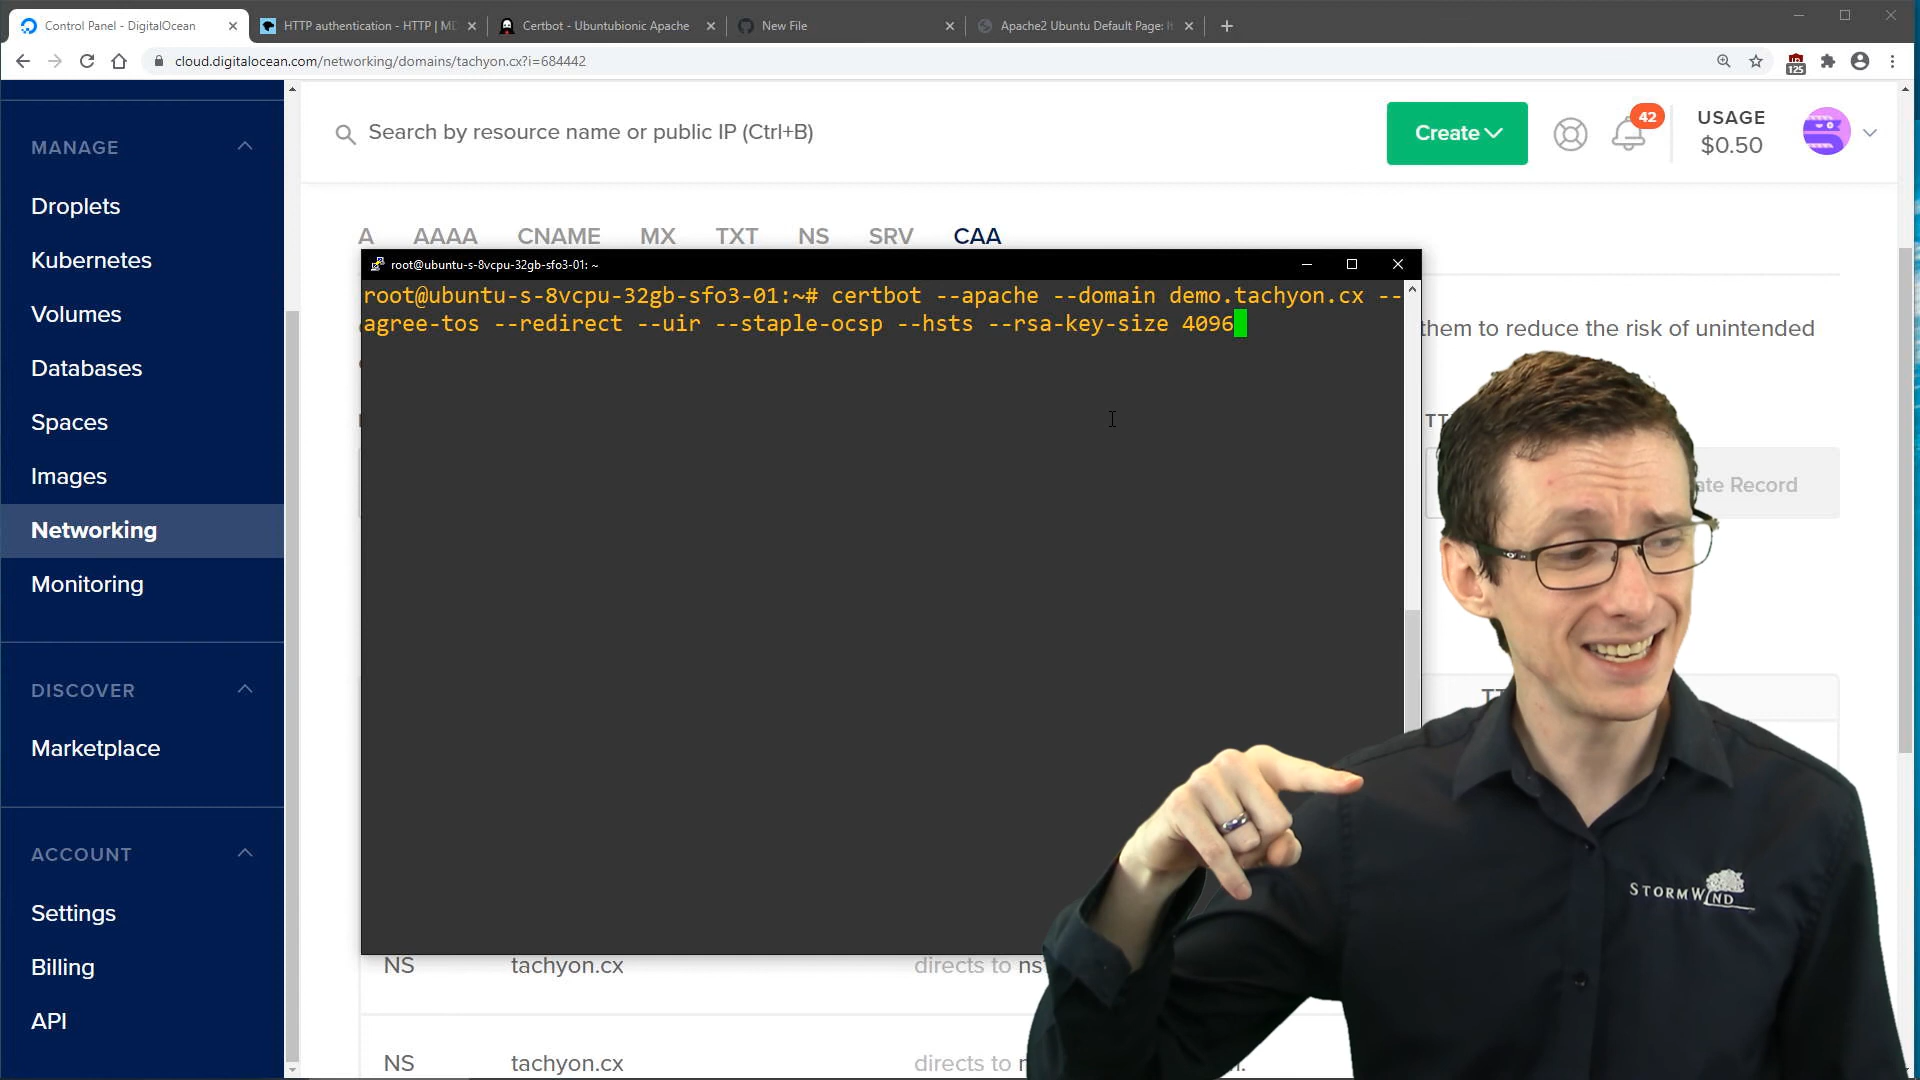 Control Panel - DigitalOcean
HTTP authentication - HTTP | MD
Certbot - Ubuntubionic Apache
New File
Apache2 Ubuntu Default Page: It
cloud.digitalocean.com/networking/domains/tachyon.cx?i=684442
125
MANAGE
Droplets
Kubernetes
Volumes
Databases
Spaces
Images
Networking
Monitoring
DISCOVER
Marketplace
ACCOUNT
Settings
Billing
API
Search by resource name or public IP (Ctrl+B)
Create
42
USAGE
$0.50
A AAAA CNAME MX TXT NS SRV CAA
root@ubuntu-s-8vcpu-32gb-sfo3-01: ~
root@ubuntu-s-8vcpu-32gb-sfo3-01:~# certbot --apache --domain demo.tachyon.cx --
agree-tos --redirect --uir --staple-ocsp --hsts --rsa-key-size 4096
them to reduce the risk of unintended
ate Record
STORMWIND
NS tachyon.cx directs to ns
NS tachyon.cx directs to